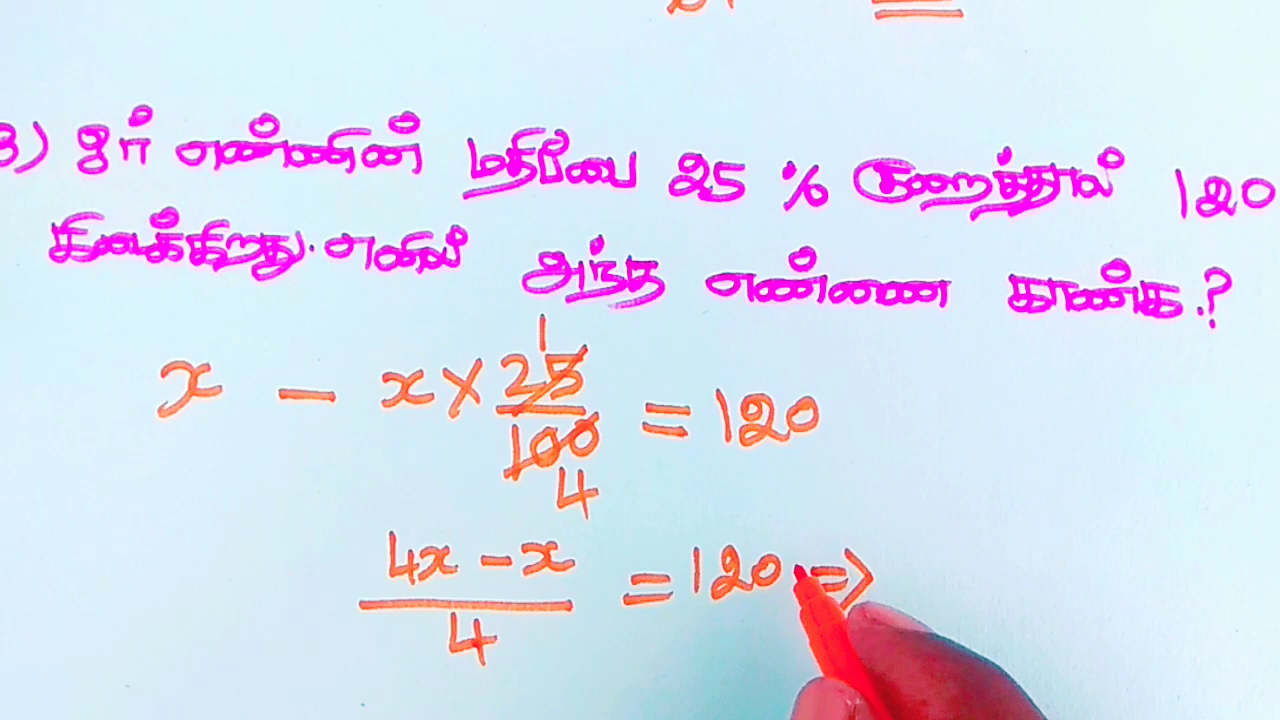 3) ஓர் எண்ணின் மதிப்பை 25 % குறைத்தால் 120
கிடைக்கிறது. எனில் அந்த எண்ணை காண்க.?
x - x × 25/100 = 120
1
4
4x - x / 4 = 120 ⇒